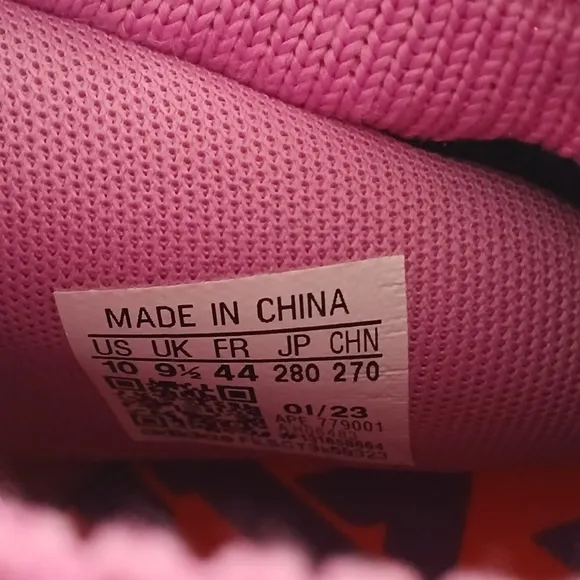 MADE IN CHINA
US UK FR JP CHN
10 9½ 44 280 270
01/23
APE 779001